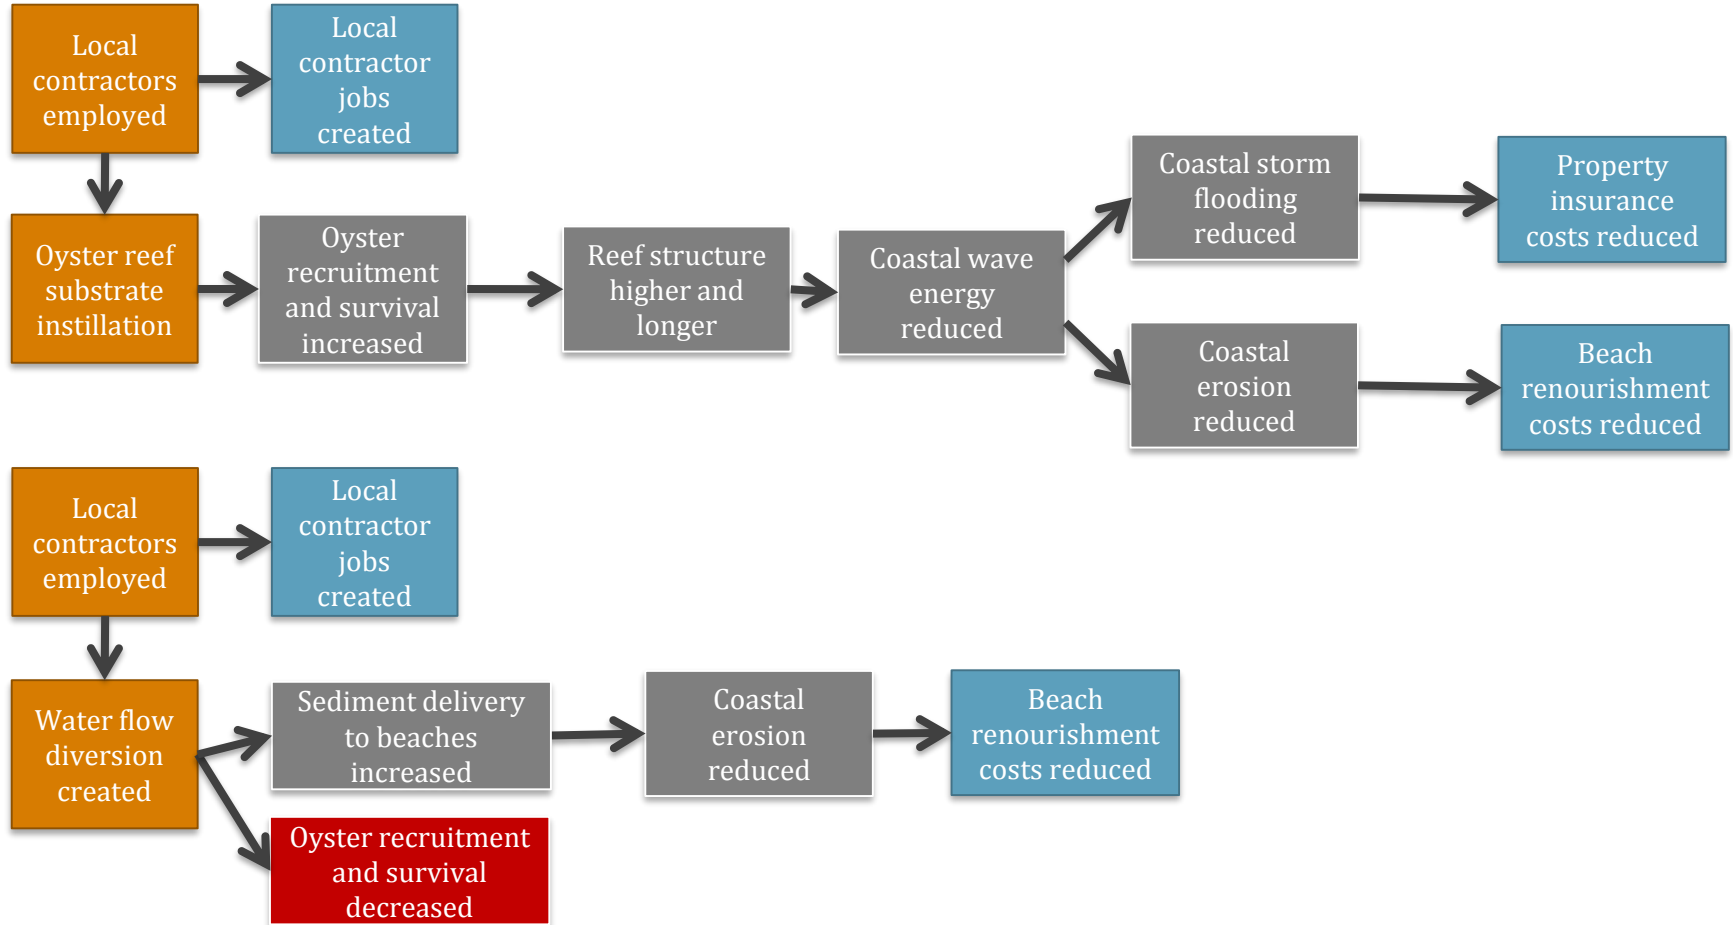 Local
contractors
employed
Local
contractor
jobs
created
Oyster reef
substrate
instillation
Oyster
recruitment
and survival
increased
Reef structure
higher and
longer
Coastal wave
energy
reduced
Coastal storm
flooding
reduced
Property
insurance
costs reduced
Coastal
erosion
reduced
Beach
renourishment
costs reduced
Local
contractors
employed
Local
contractor
jobs
created
Water flow
diversion
created
Sediment delivery
to beaches
increased
Coastal
erosion
reduced
Beach
renourishment
costs reduced
Oyster recruitment
and survival
decreased